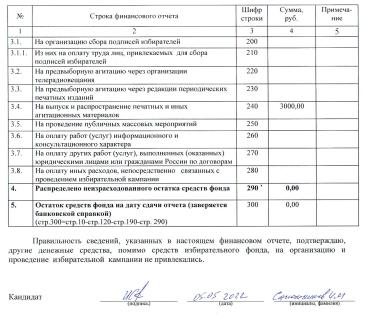 № Строка финансового отчета Шифр строки Сумма, руб. Примеча-ние
1 2 3 4 5
3.1. На организацию сбора подписей избирателей 200
3.1.1. Из них на оплату труда лиц, привлекаемых для сбора 210
подписей избирателей
3.2. На предвыборную агитацию через организации 220
телерадиовещания
3.3. На предвыборную агитацию через редакции периодических 230
печатных изданий
3.4. На выпуск и распространение печатных и иных 240 3000,00
агитационных материалов
3.5. На проведение публичных массовых мероприятий 250
3.6. На оплату работ (услуг) информационного и 260
консультационного характера
3.7. На оплату других работ (услуг), выполненных (оказанных) 270
юридическими лицами или гражданами России по договорам
3.8. На оплату иных расходов, непосредственно связанных с 280
проведением избирательной кампании
4. Распределено неизрасходованного остатка средств фонда 290 0,00
5. Остаток средств фонда на дату сдачи отчета (заверяется 300 0,00
банковской справкой)
(стр.300=стр.10-стр.120-стр.190-стр. 290)
Правильность сведений, указанных в настоящем финансовом отчете, подтверждаю,
другие денежные средства, помимо средств избирательного фонда, на организацию и
проведение избирательной кампании не привлекались.
Кандидат 05.05 2022
(подпись) (дата) (инициалы, фамилия)